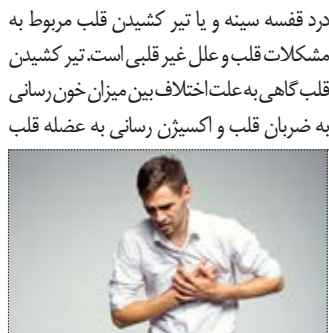 درد قفسه سینه و یا تیر کشیدن قلب مربوط به
مشکلات قلب و علل غیر قلبی است. تیر کشیدن
قلب گاهی به علت اختلاف بین میزان خون رسانی
به ضربان قلب و اکسیژن رسانی به عضله قلب